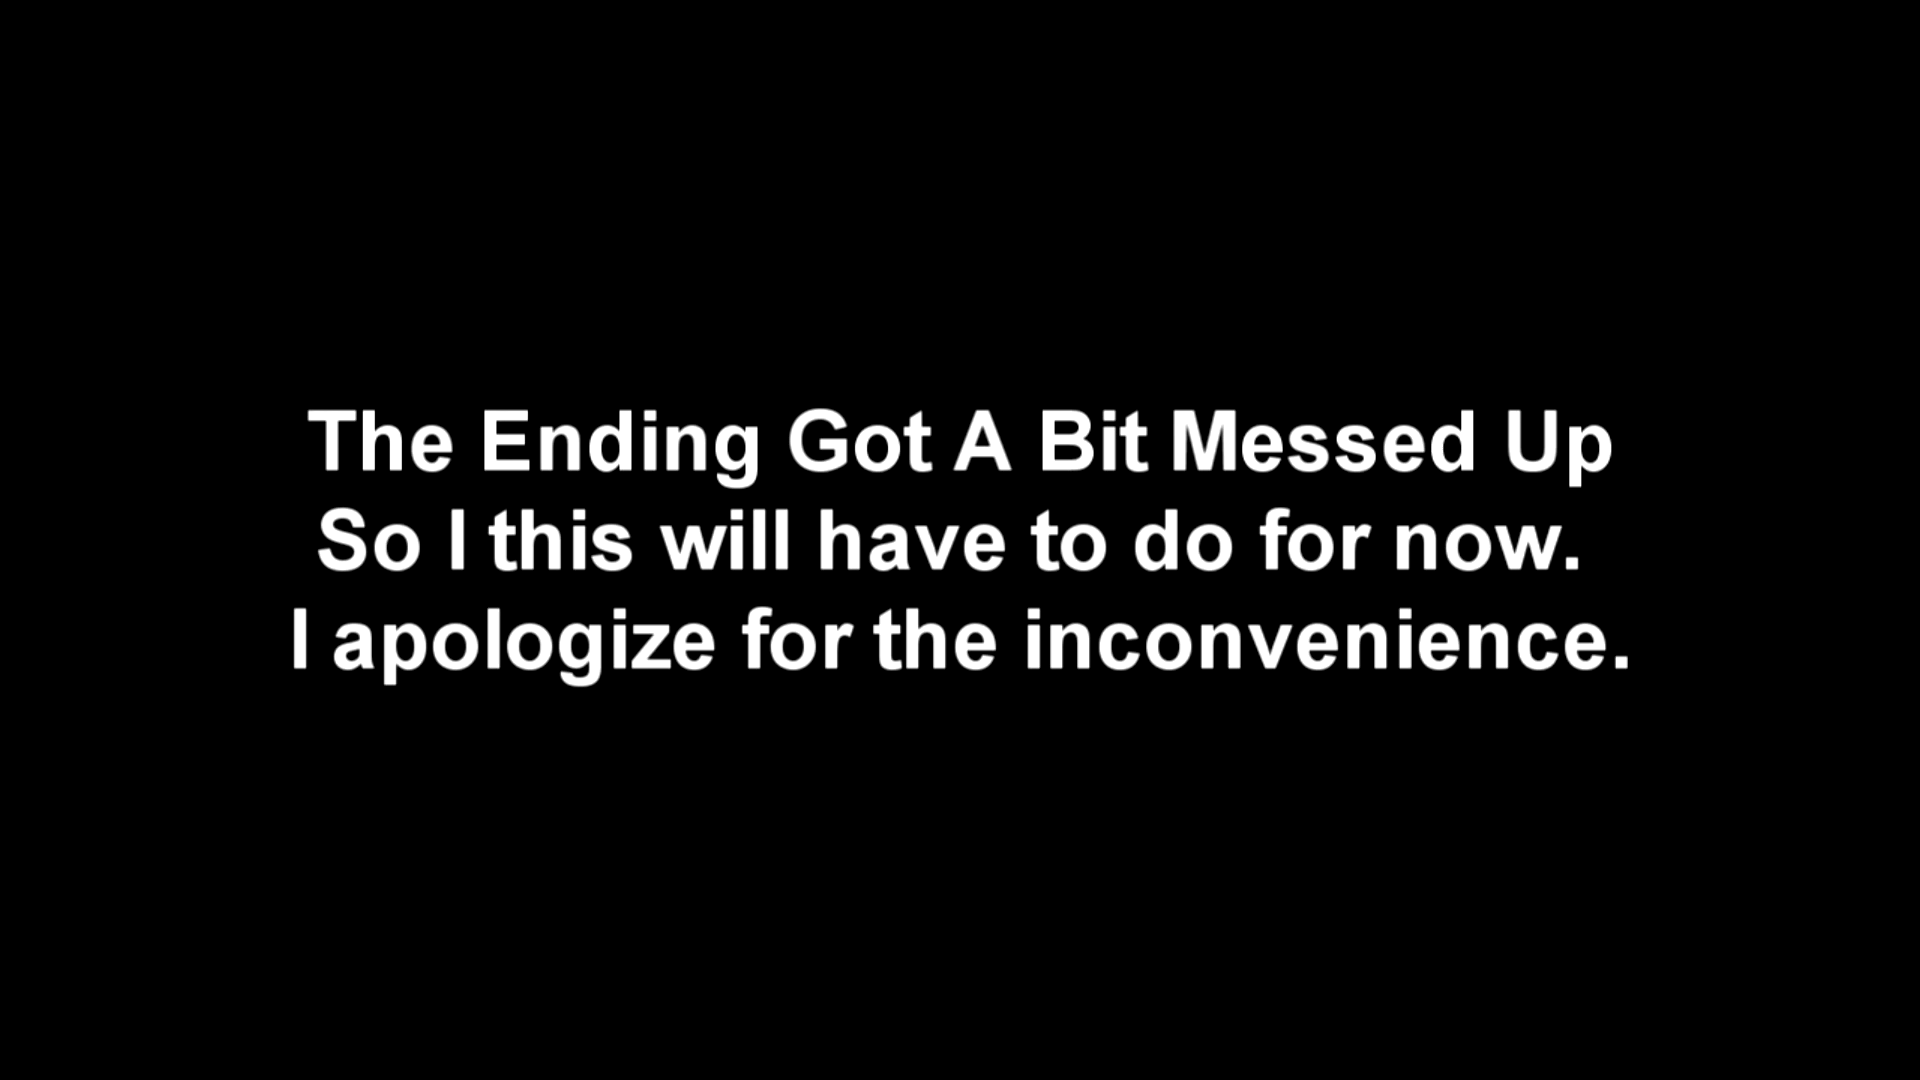 The Ending Got A Bit Messed Up
So I this will have to do for now.
I apologize for the inconvenience.